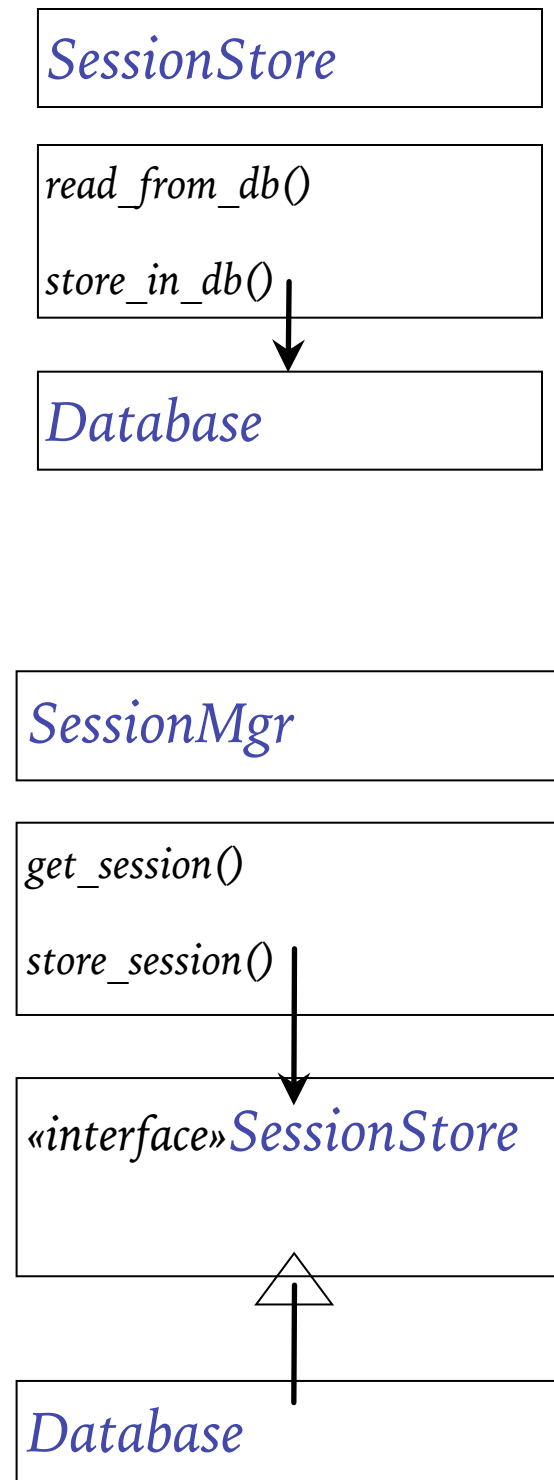 SessionStore
read_from_db()
store_in_db()
Database
SessionMgr
get_session()
store_session()
«interface»SessionStore
Database